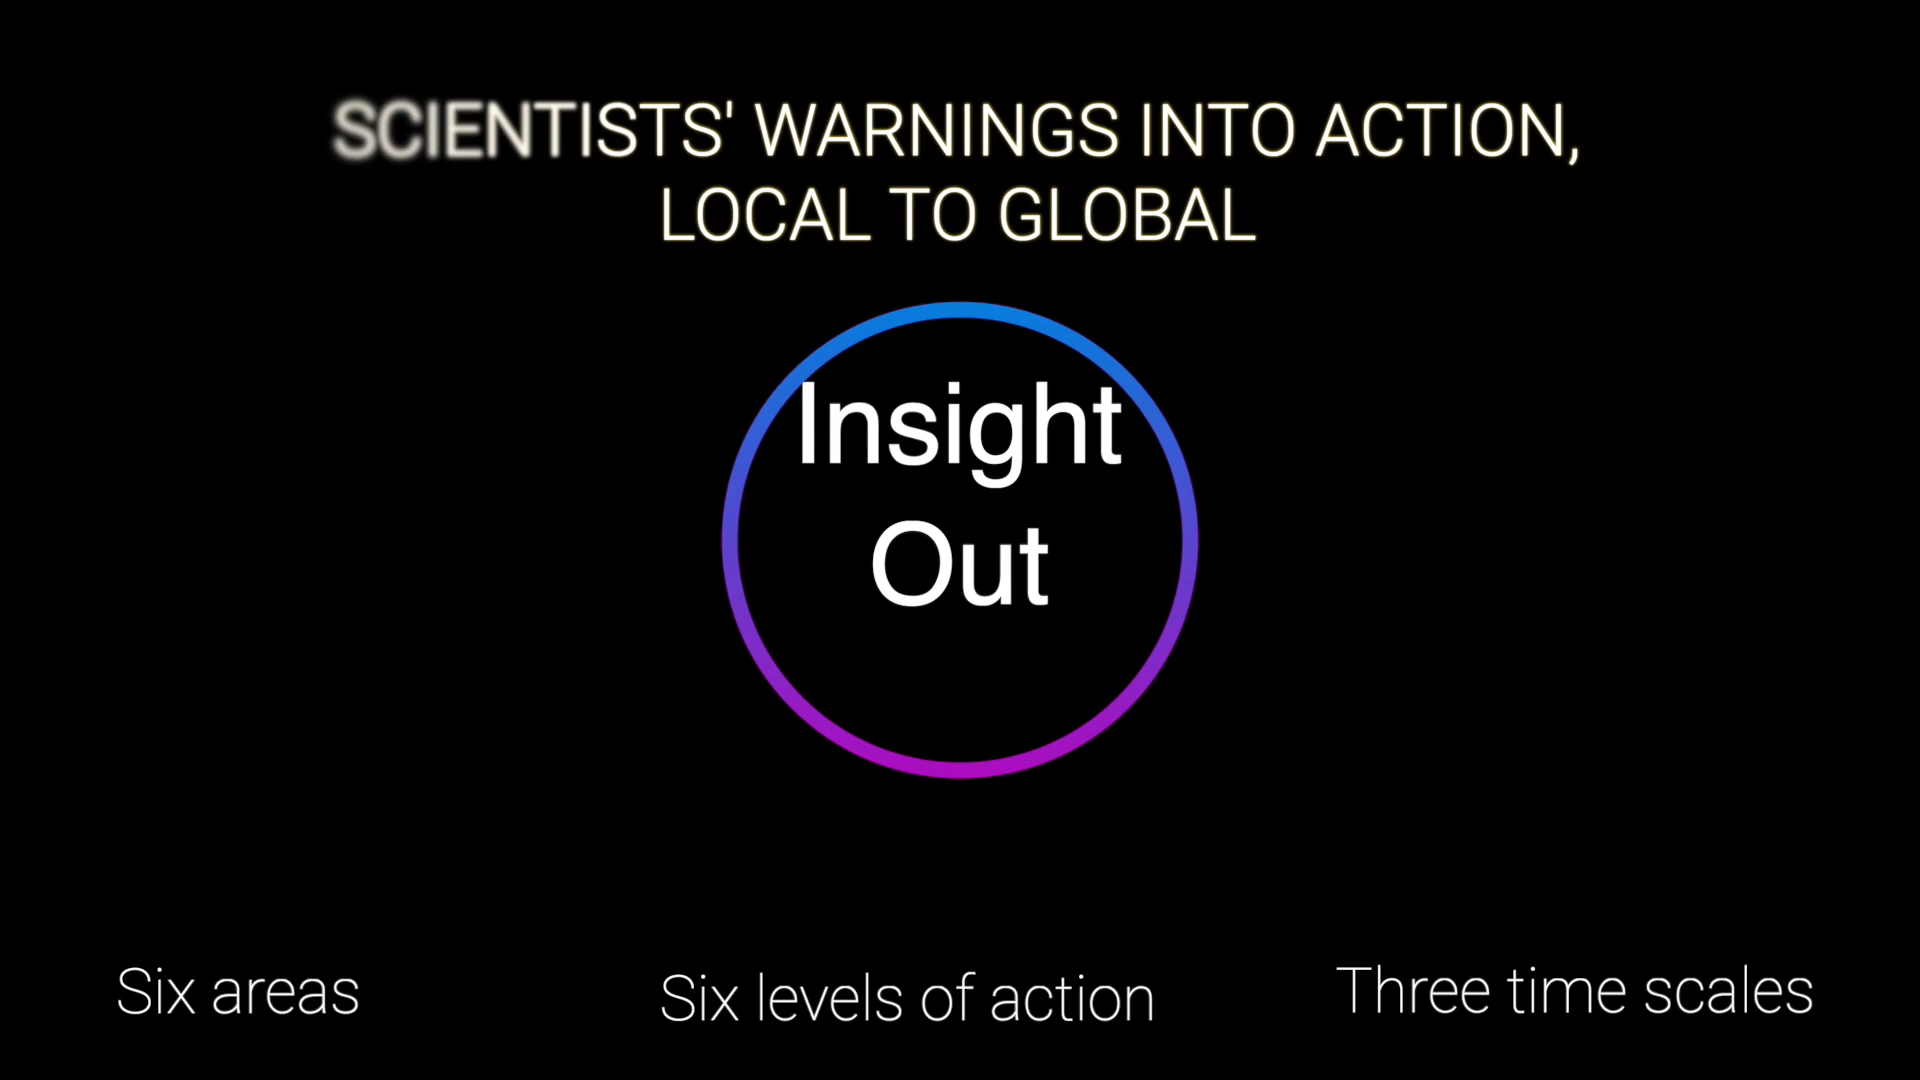 SCIENTISTS' WARNINGS INTO ACTION,
LOCAL TO GLOBAL
Insight
Out
Six areas
Six levels of action
Three time scales